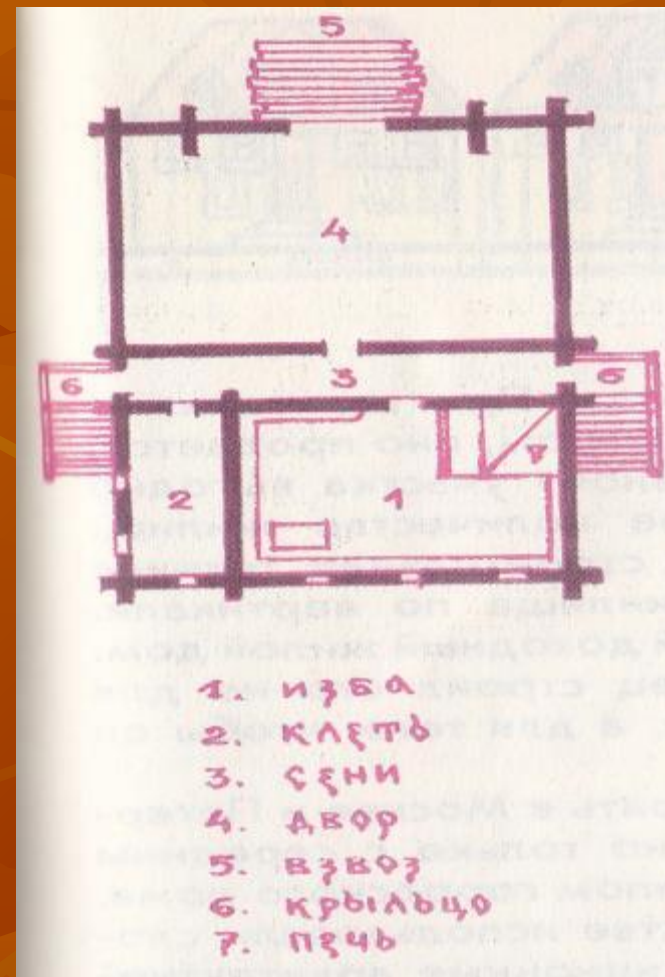 5
4
6 3 6
2 1 7
1 ИЗБА
2. КЛЕТЬ
3. СЕНИ
4. ДВОР
5. ВЗВОЗ
6. КРЫЛЬЦО
7. ПЕЧЬ